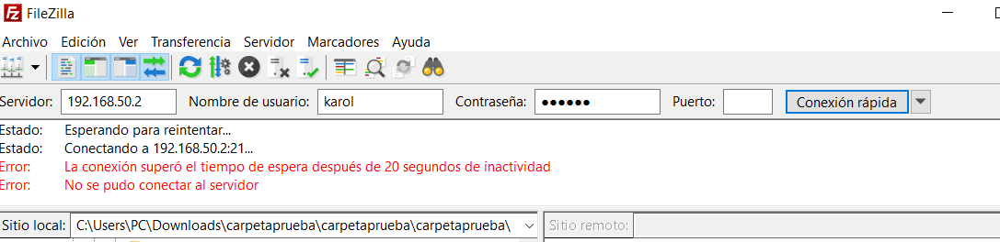 FileZilla
Archivo Edición Ver Transferencia Servidor Marcadores Ayuda
Servidor: 192.168.50.2 Nombre de usuario: karol Contraseña: ●●●●●● Puerto: Conexión rápida
Estado: Esperando para reintentar...
Estado: Conectando a 192.168.50.2:21...
Error: La conexión superó el tiempo de espera después de 20 segundos de inactividad
Error: No se pudo conectar al servidor
Sitio local: C:\Users\PC\Downloads\carpetaprueba\carpetaprueba\carpetaprueba\ Sitio remoto: